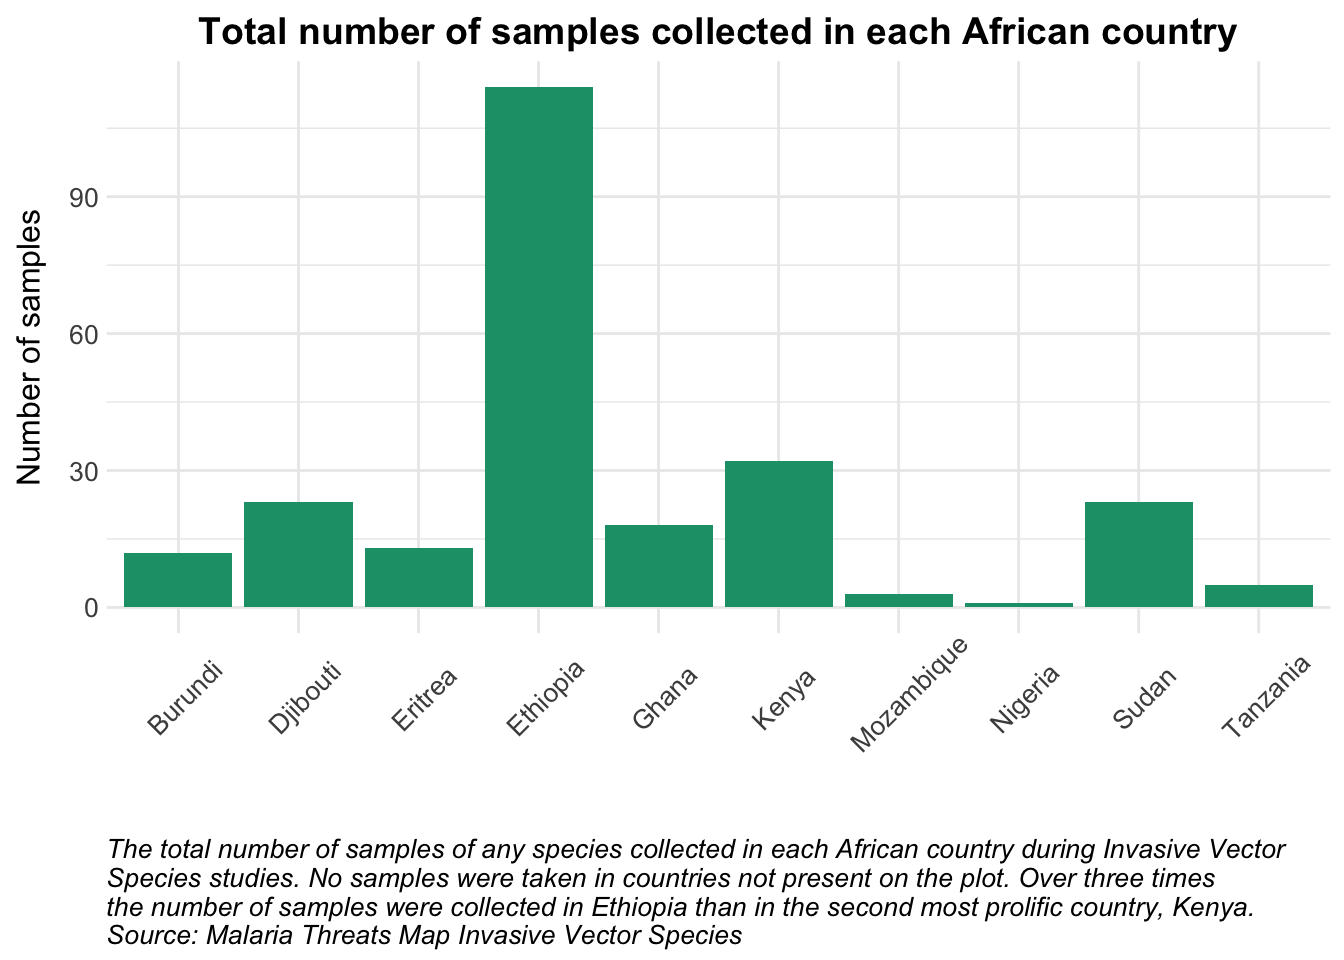 Total number of samples collected in each African country
Number of samples
90
60
30
0
Burundi
Djibouti
Eritrea
Ethiopia
Ghana
Kenya
Mozambique
Nigeria
Sudan
Tanzania
The total number of samples of any species collected in each African country during Invasive Vector
Species studies. No samples were taken in countries not present on the plot. Over three times
the number of samples were collected in Ethiopia than in the second most prolific country, Kenya.
Source: Malaria Threats Map Invasive Vector Species